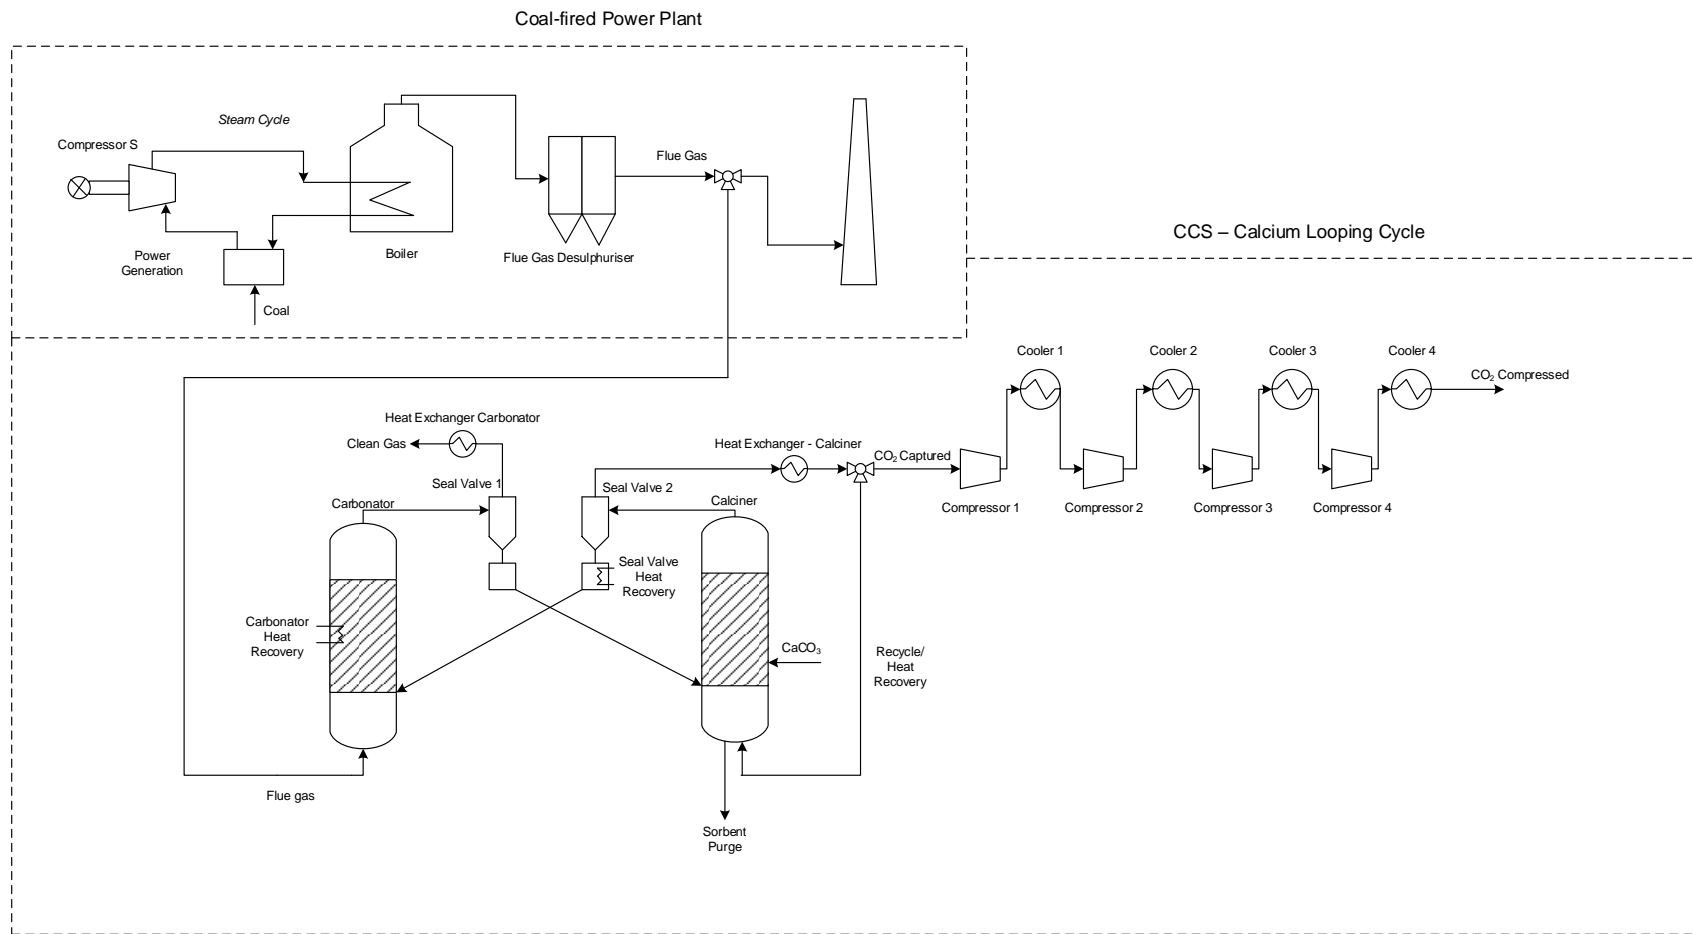 Coal-fired Power Plant
Steam Cycle
Compressor S
Flue Gas
Power
Generation
Boiler
Flue Gas Desulphuriser
Coal
CCS – Calcium Looping Cycle
Cooler 1
Cooler 2
Cooler 3
Cooler 4
CO₂ Compressed
Heat Exchanger Carbonator
Clean Gas
Heat Exchanger - Calciner
CO₂ Captured
Seal Valve 1
Seal Valve 2
Carbonator
Calciner
Compressor 1
Compressor 2
Compressor 3
Compressor 4
Seal Valve
Heat
Recovery
Carbonator
Heat
Recovery
CaCO₃
Recycle/
Heat
Recovery
Flue gas
Sorbent
Purge